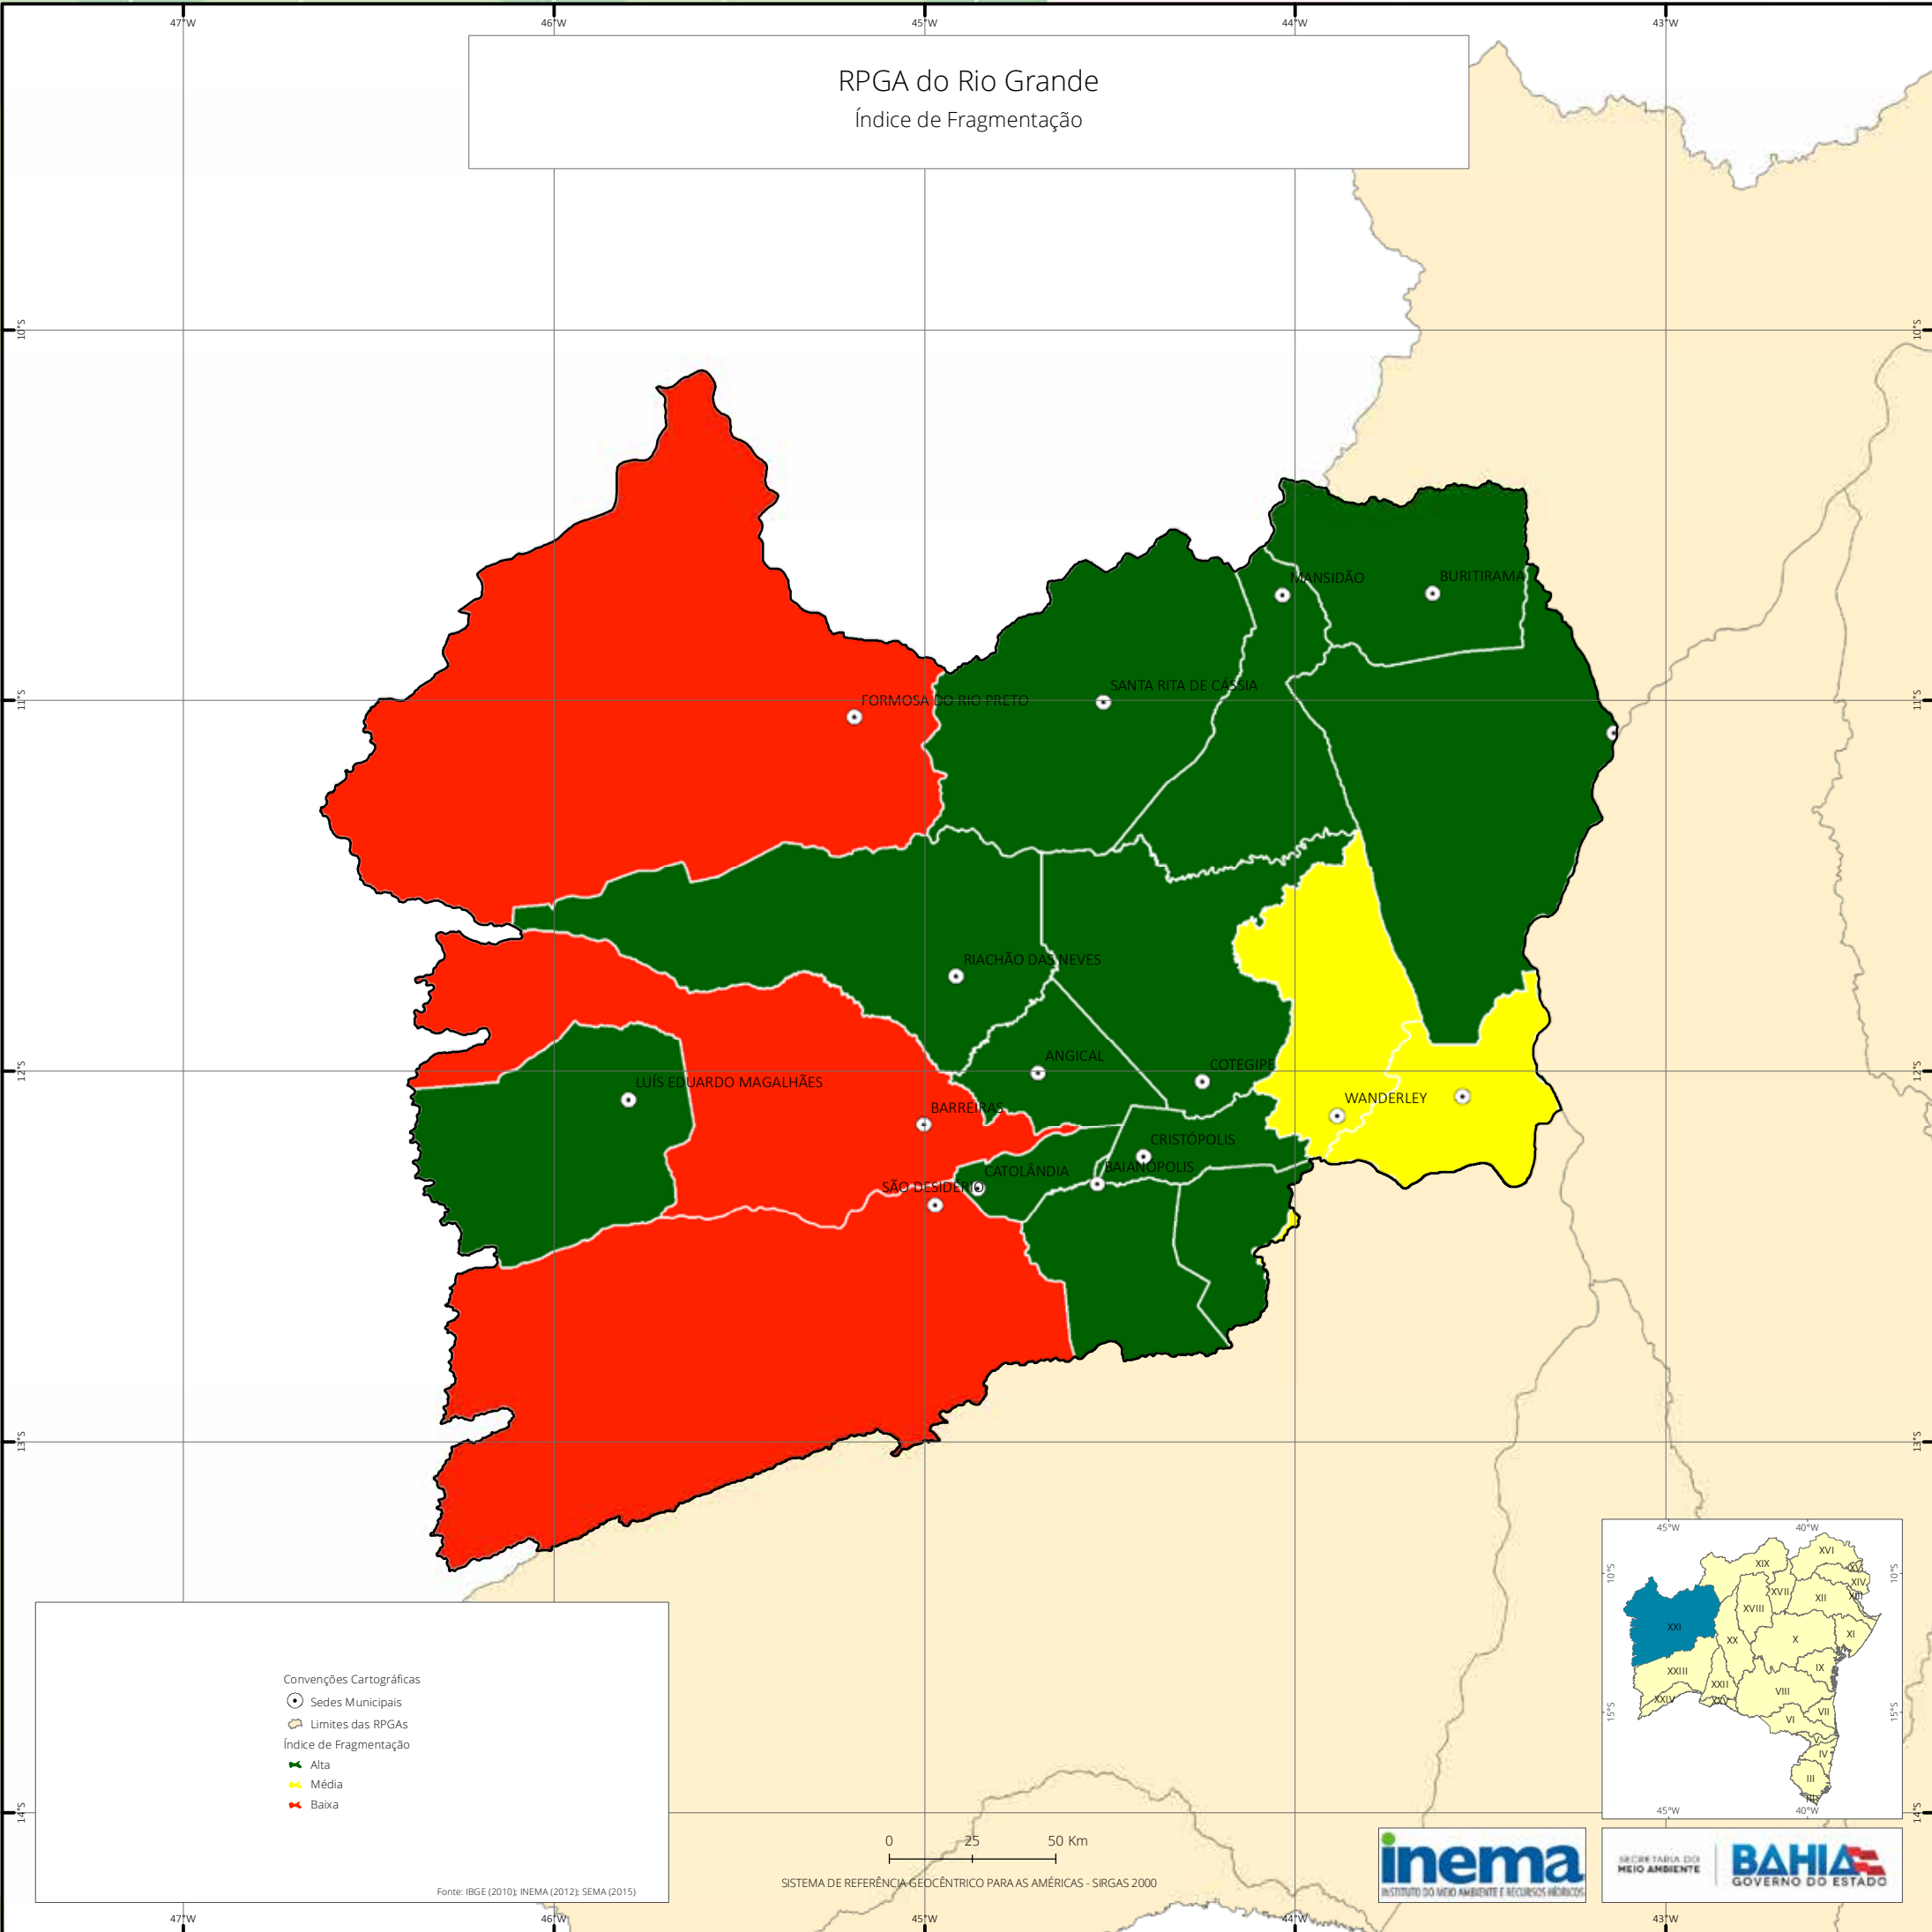 47°W 46°W 45°W 44°W 43°W
RPGA do Rio Grande
Índice de Fragmentação
10°S 10°S
MANSIDÃO
BURITIRAMA
SANTA RITA DE CÁSSIA
FORMOSA DO RIO PRETO
11°S 11°S
RIACHÃO DAS NEVES
ANGICAL
COTEGIPE
12°S 12°S
LUÍS EDUARDO MAGALHÃES
WANDERLEY
BARREIRAS
CRISTÓPOLIS
BAIANÓPOLIS
CATOLÂNDIA
SÃO DESIDÉRIO
13°S 13°S
45°W 40°W
XVI
XIX
XV
10°S 10°S
XIV
XVII
XIII
XII
XVIII
XXI
XI
XX
X
IX
XXIII
XXII
VIII
XXIV
XXV
15°S 15°S
VII
VI
V
IV
III
45°W 40°W
Convenções Cartográficas
Sedes Municipais
Limites das RPGAs
Índice de Fragmentação
Alta
Média
Baixa
Fonte: IBGE (2010); INEMA (2012); SEMA (2015)
14°S 14°S
0 25 50 Km
SISTEMA DE REFERÊNCIA GEOCÊNTRICO PARA AS AMÉRICAS - SIRGAS 2000
inema
INSTITUTO DO MEIO AMBIENTE E RECURSOS HÍDRICOS
SECRETARIA DO
MEIO AMBIENTE
BAHIA
GOVERNO DO ESTADO
47°W 46°W 45°W 44°W 43°W